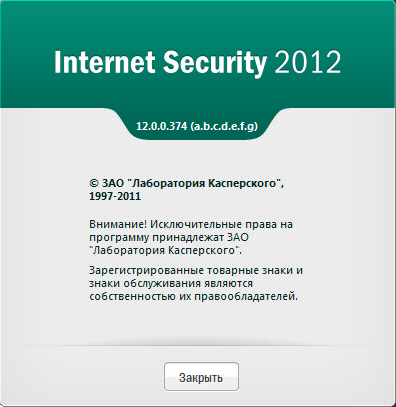 Internet Security 2012
12.0.0.374 (a.b.c.d.e.f.g)
© ЗАО "Лаборатория Касперского",
1997-2011
Внимание! Исключительные права на
программу принадлежат ЗАО
"Лаборатория Касперского".
Зарегистрированные товарные знаки и
знаки обслуживания являются
собственностью их правообладателей.
Закрыть